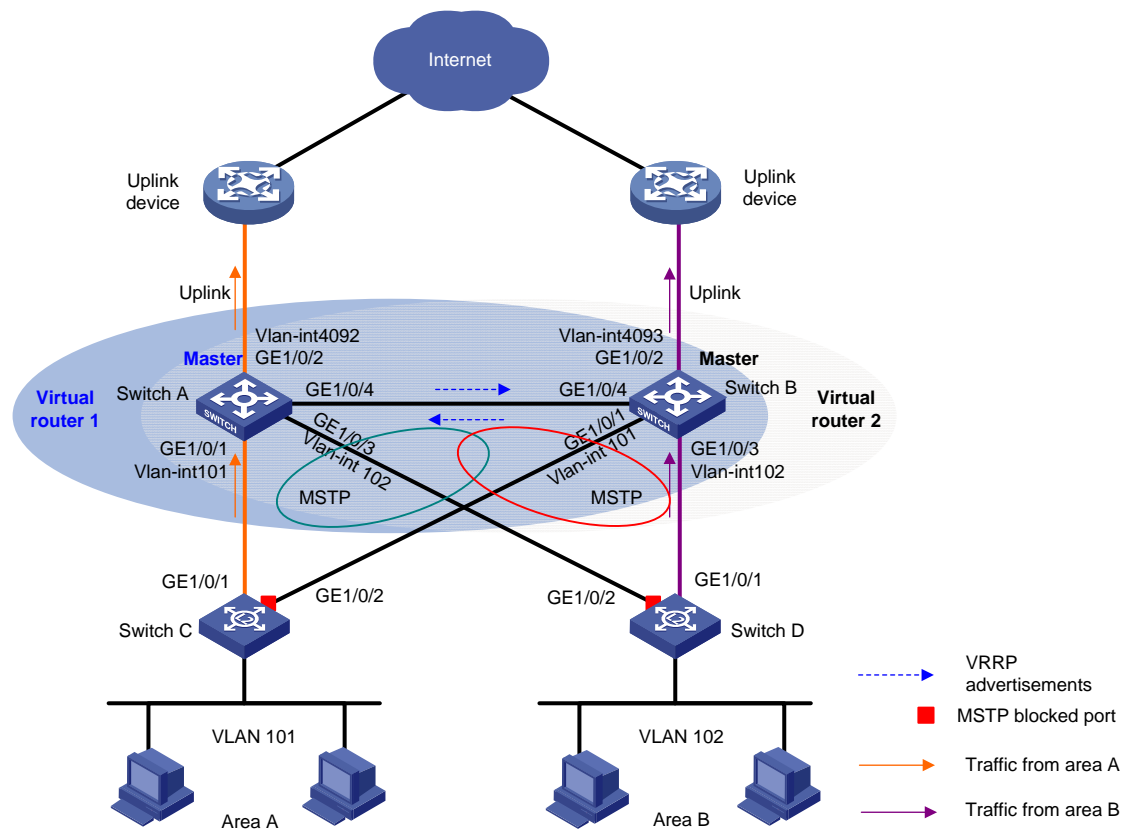 Internet
Uplink
device
Uplink
device
Uplink
Uplink
Vlan-int4092
GE1/0/2
Vlan-int4093
GE1/0/2
Master
Master
Switch A
Switch B
Virtual
router 1
Virtual
router 2
GE1/0/4
GE1/0/4
GE1/0/3
Vlan-int 102
GE1/0/1
Vlan-int 101
SWITCH
SWITCH
GE1/0/1
Vlan-int101
GE1/0/3
Vlan-int102
MSTP
MSTP
GE1/0/1
GE1/0/2
GE1/0/2
GE1/0/1
Switch C
Switch D
VRRP
advertisements
MSTP blocked port
VLAN 101
VLAN 102
Traffic from area A
Traffic from area B
Area A
Area B